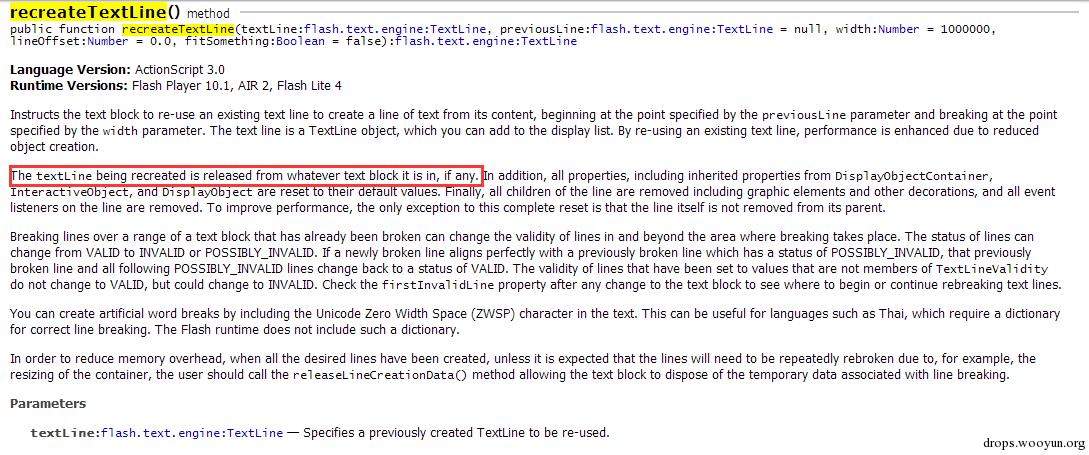 recreateTextLine() method
public function recreateTextLine(textLine:flash.text.engine:TextLine, previousLine:flash.text.engine:TextLine = null, width:Number = 1000000,
lineOffset:Number = 0.0, fitSomething:Boolean = false):flash.text.engine:TextLine
Language Version: ActionScript 3.0
Runtime Versions: Flash Player 10.1, AIR 2, Flash Lite 4
Instructs the text block to re-use an existing text line to create a line of text from its content, beginning at the point specified by the previousLine parameter and breaking at the point
specified by the width parameter. The text line is a TextLine object, which you can add to the display list. By re-using an existing text line, performance is enhanced due to reduced
object creation.
The textLine being recreated is released from whatever text block it is in, if any. In addition, all properties, including inherited properties from DisplayObjectContainer,
InteractiveObject, and DisplayObject are reset to their default values. Finally, all children of the line are removed including graphic elements and other decorations, and all event
listeners on the line are removed. To improve performance, the only exception to this complete reset is that the line itself is not removed from its parent.
Breaking lines over a range of a text block that has already been broken can change the validity of lines in and beyond the area where breaking takes place. The status of lines can
change from VALID to INVALID or POSSIBLY_INVALID. If a newly broken line aligns perfectly with a previously broken line which has a status of POSSIBLY_INVALID, that previously
broken line and all following POSSIBLY_INVALID lines change back to a status of VALID. The validity of lines that have been set to values that are not members of TextLineValidity
do not change to VALID, but could change to INVALID. Check the firstInvalidLine property after any change to the text block to see where to begin or continue rebreaking text lines.
You can create artificial word breaks by including the Unicode Zero Width Space (ZWSP) character in the text. This can be useful for languages such as Thai, which require a dictionary
for correct line breaking. The Flash runtime does not include such a dictionary.
In order to reduce memory overhead, when all the desired lines have been created, unless it is expected that the lines will need to be repeatedly rebroken due to, for example, the
resizing of the container, the user should call the releaseLineCreationData() method allowing the text block to dispose of the temporary data associated with line breaking.
Parameters
textLine:flash.text.engine:TextLine — Specifies a previously created TextLine to be re-used.
drops.wooyun.org